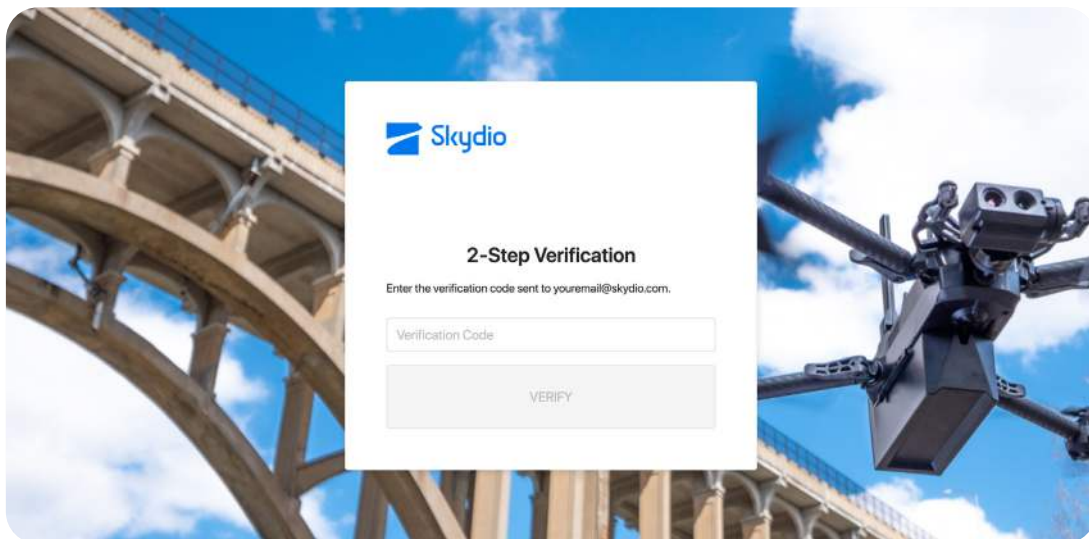 Skydio
2-Step Verification
Enter the verification code sent to youremail@skydio.com.
Verification Code
VERIFY